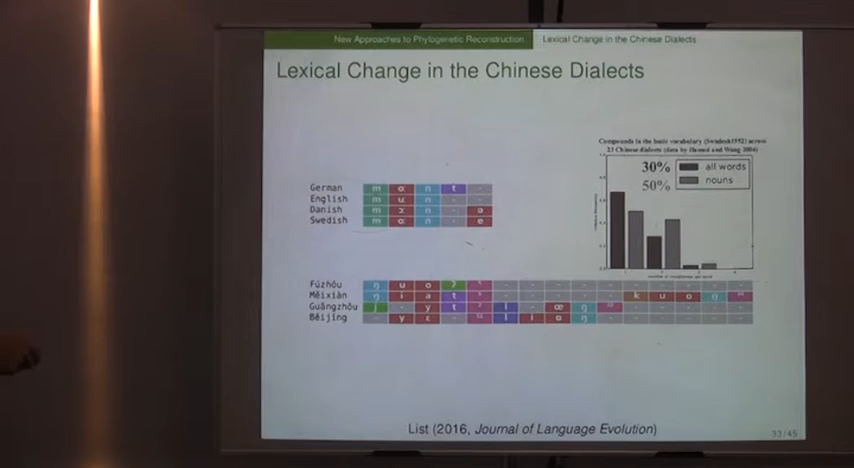 New Approaches to Phylogenetic Reconstruction Lexical Change in the Chinese Dialects
Lexical Change in the Chinese Dialects
Compounds in the basic vocabulary (Swadesh1952) across
23 Chinese dialects (data by Hamed and Wang 2006)
30% all words
50% nouns
German m a n t -
English m n - -
Danish m n - ə
Swedish m n - e
Fúzhōu ŋ u o ʔ - - - - - - - - - -
Měixiàn ŋ i a t - - - - - k u o ŋ
Guǎngzhōu j - y t l - œ ŋ - - - - -
Běijīng - y ɛ - l i ɑ ŋ - - - - - -
List (2016, Journal of Language Evolution)
33/45